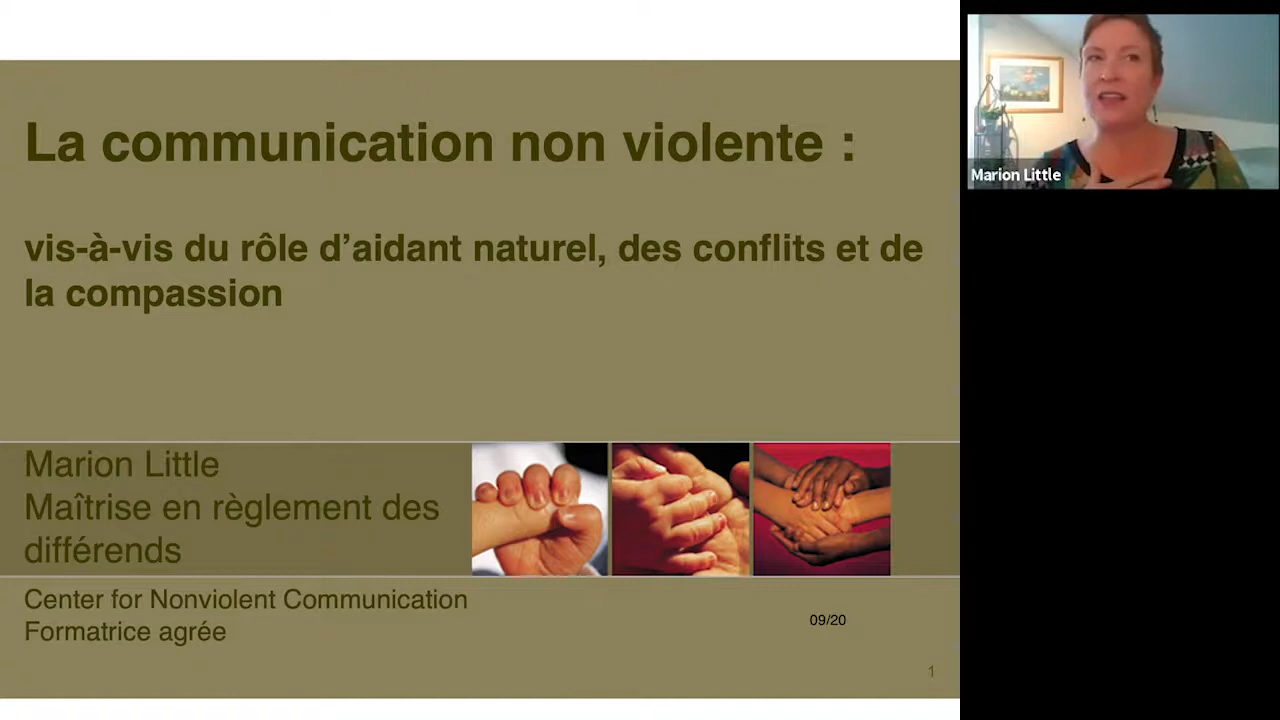 La communication non violente :
vis-à-vis du rôle d’aidant naturel, des conflits et de
la compassion
Marion Little
Maîtrise en règlement des
différends
Center for Nonviolent Communication
Formatrice agrée
09/20
1
Marion Little